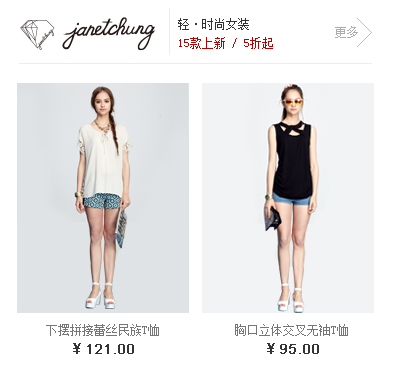 janetchung
轻·时尚女装
15款上新 / 5折起
更多
下摆拼接蕾丝民族T恤
¥ 121.00
胸口立体交叉无袖T恤
¥ 95.00